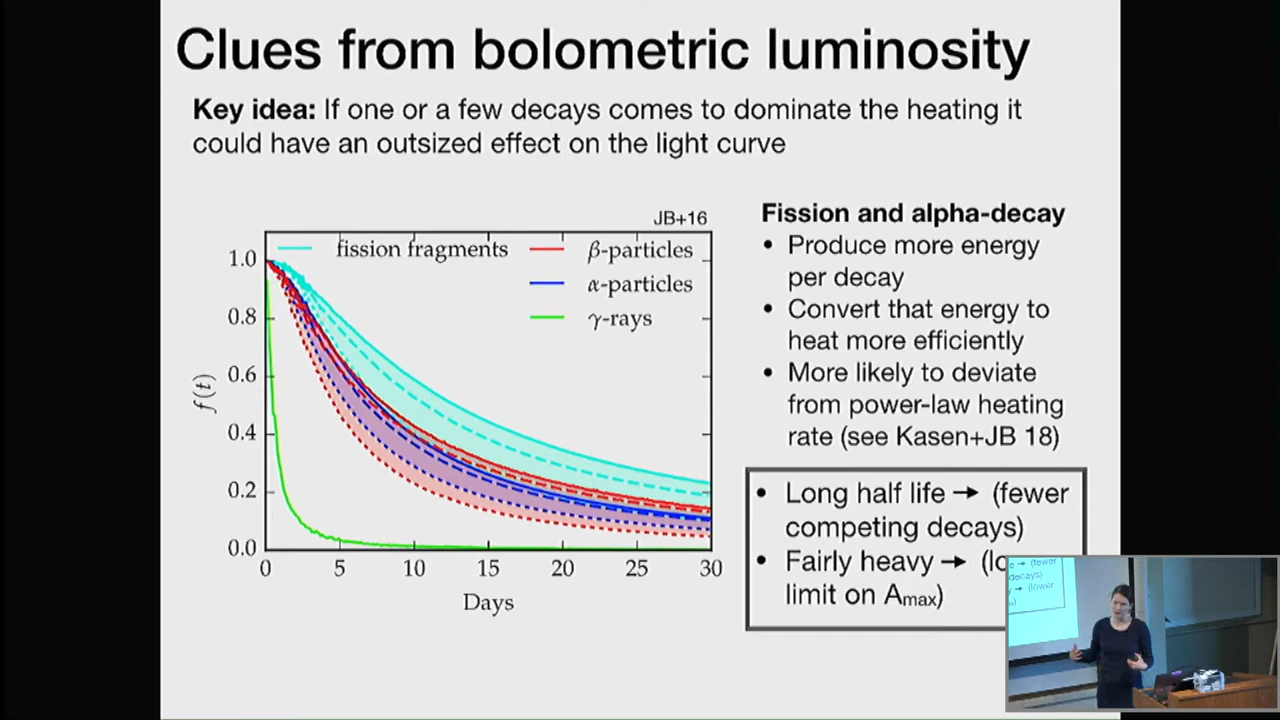 Clues from bolometric luminosity
Key idea: If one or a few decays comes to dominate the heating it
could have an outsized effect on the light curve
JB+16
fission fragments
β-particles
α-particles
γ-rays
f(t)
1.0
0.8
0.6
0.4
0.2
0.0
0 5 10 15 20 25 30
Days
Fission and alpha-decay
• Produce more energy
per decay
• Convert that energy to
heat more efficiently
• More likely to deviate
from power-law heating
rate (see Kasen+JB 18)
• Long half life → (fewer
competing decays)
• Fairly heavy → (lo
limit on Amax)
e → (fewer
decays)
→ (lower